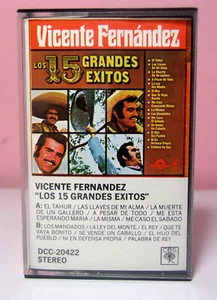 Vicente Fernández
LOS 15 GRANDES EXITOS
VICENTE FERNANDEZ
"LOS 15 GRANDES EXITOS"
A: EL TAHUR / LAS LLAVES DE MI ALMA / LA MUERTE
DE UN GALLERO / A PESAR DE TODO / ME ESTA
ESPERANDO MARIA / LA MISMA / ME CASO EL SABADO
B: LOS MANDADOS / LA LEY DEL MONTE / EL REY / QUE TE
VAYA BONITO / SE VENDE UN CABALLO / EL HIJO DEL
PUEBLO / NI EN DEFENSA PROPIA / PALABRA DE REY
DCC-20422
STEREO